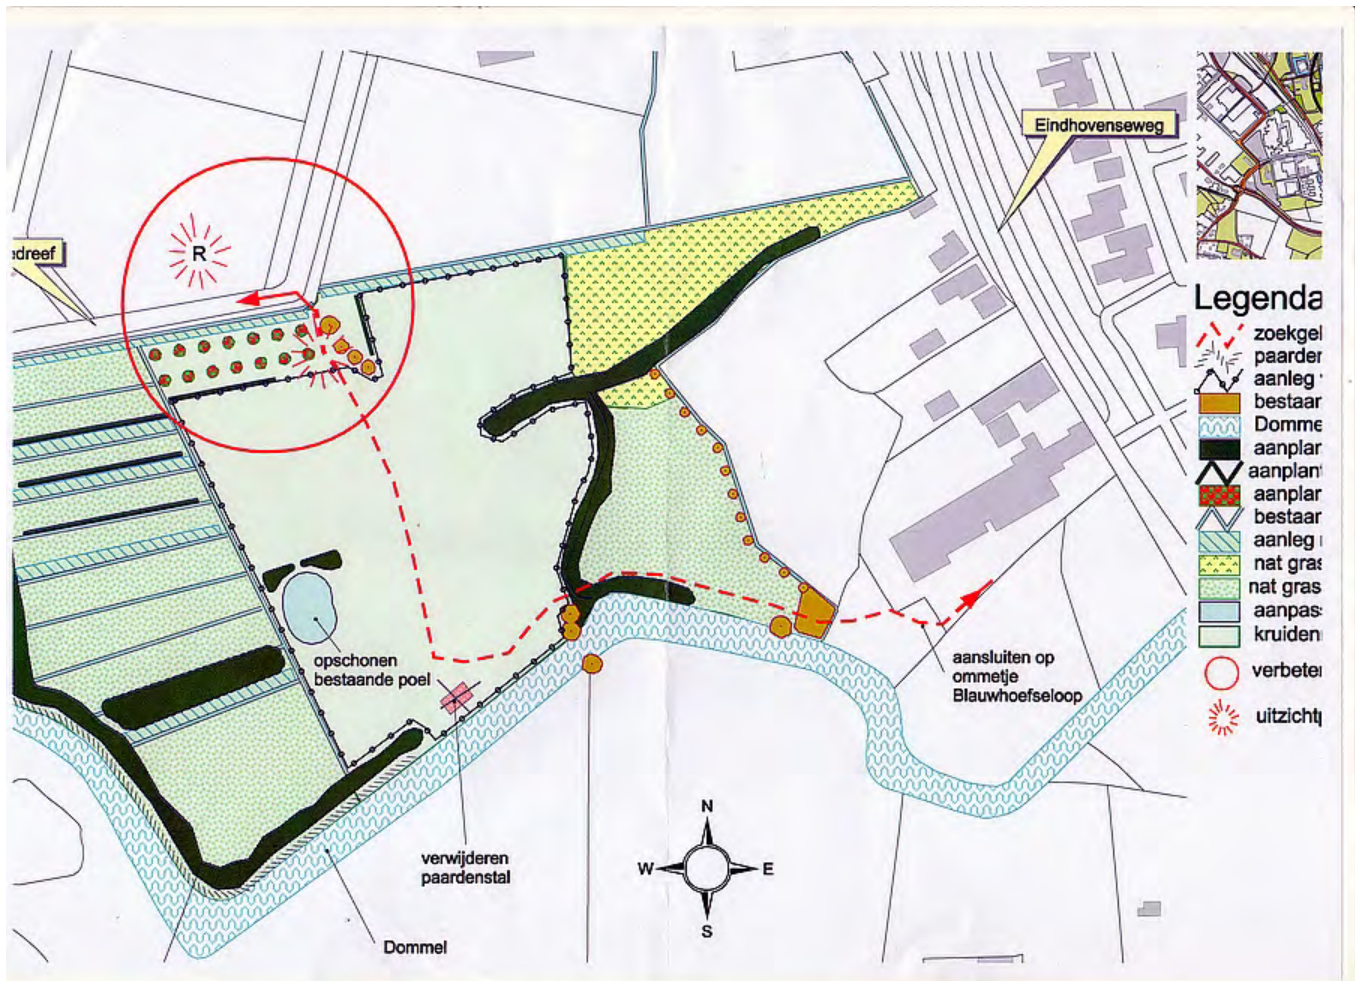 Eindhovenseweg
edreef
R
opschonen
bestaande poel
verwijderen
paardenstal
Dommel
aansluiten op
ommetje
Blauwhoefseloop
N
W
E
S
Legenda
zoekgel
paarder
aanleg
bestaar
Domme
aanplar
aanplant
aanplar
bestaar
aanleg
nat gras
nat gras
aanpas
kruiden
verbeter
uitzicht